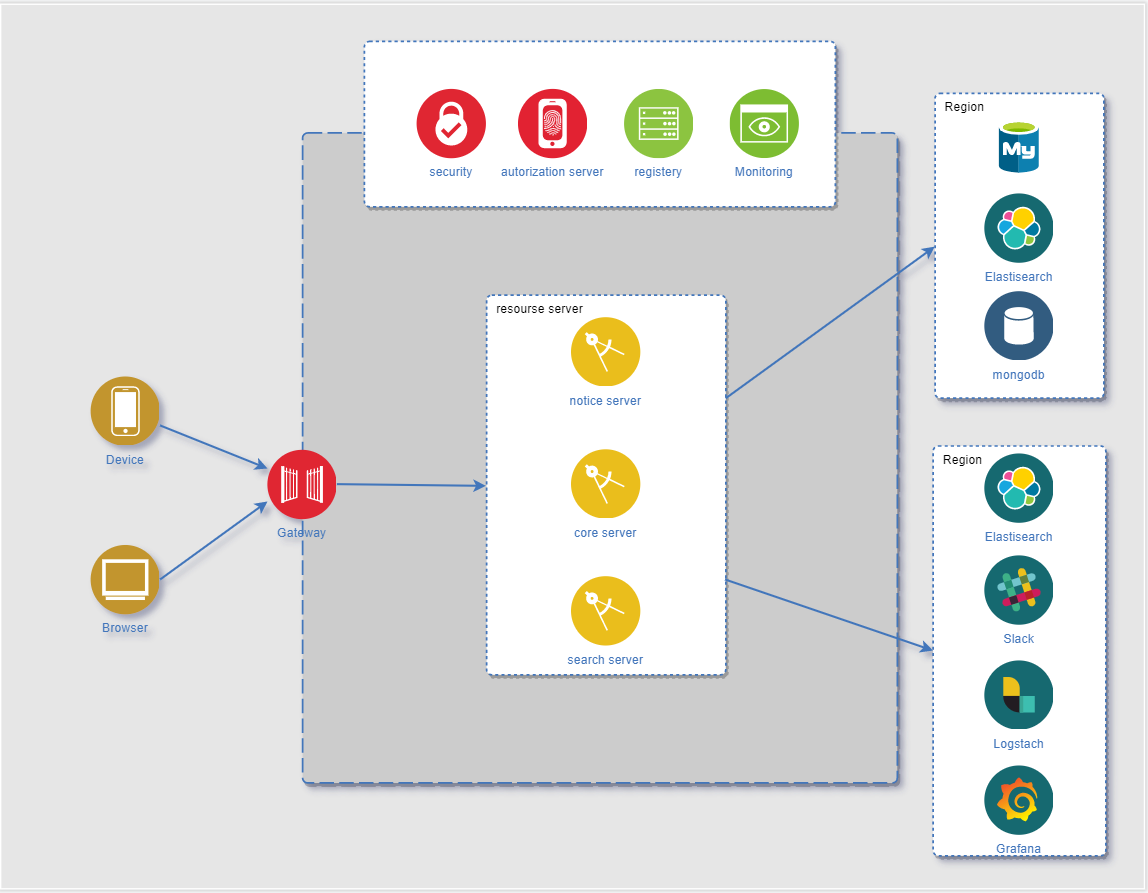 security
autorization server
registery
Monitoring
Region
My
Elastisearch
mongodb
resourse server
notice server
core server
search server
Device
Gateway
Browser
Region
Elastisearch
Slack
Logstach
Grafana